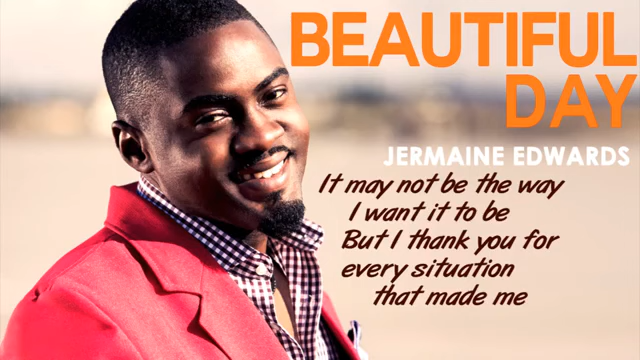 BEAUTIFUL
DAY
JERMAINE EDWARDS
It may not be the way
I want it to be
But I thank you for
every situation
that made me